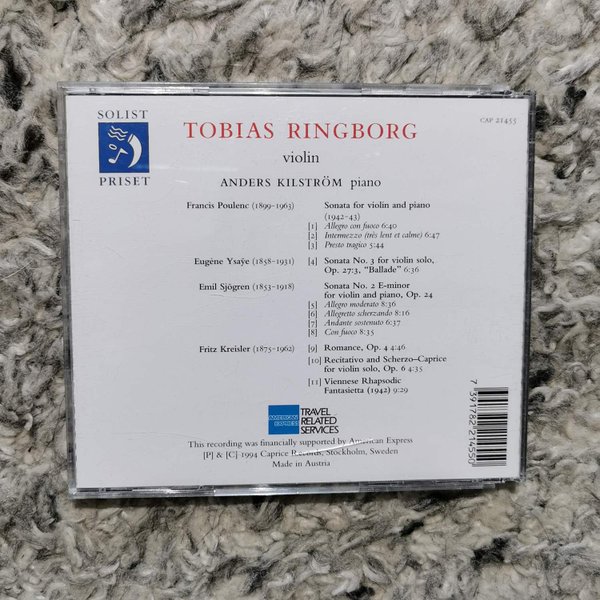 SOLIST
PRISET
CAP 21455
TOBIAS RINGBORG
violin
ANDERS KILSTRÖM piano
Francis Poulenc (1899-1963) Sonata for violin and piano
(1942-43)
[1] Allegro con fuoco 6:40
[2] Intermezzo (très lent et calme) 6:47
[3] Presto tragico 5:44
Eugène Ysaÿe (1858-1931) [4] Sonata No. 3 for violin solo,
Op. 27:3, “Ballade” 6:36
Emil Sjögren (1853-1918) Sonata No. 2 E-minor
for violin and piano, Op. 24
[5] Allegro moderato 8:36
[6] Allegretto scherzando 8:16
[7] Andante sostenuto 6:37
[8] Con fuoco 8:35
Fritz Kreisler (1875-1962) [9] Romance, Op. 4 4:46
[10] Recitativo and Scherzo-Caprice
for violin solo, Op. 6 4:35
[11] Viennese Rhapsodic
Fantasietta (1942) 9:29
AMERICAN
EXPRESS
TRAVEL
RELATED
SERVICES
This recording was financially supported by American Express
[P] & [C] 1994 Caprice Records, Stockholm, Sweden
Made in Austria
7 391782 214550